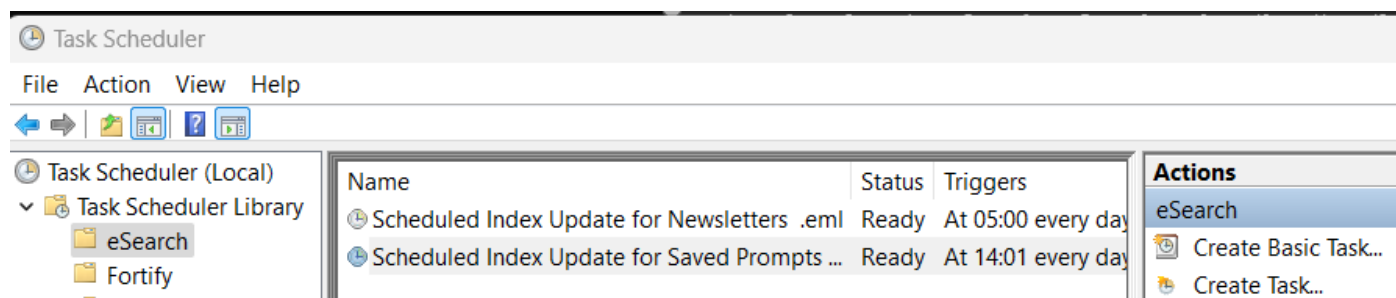 Task Scheduler
File Action View Help
Task Scheduler (Local)
Task Scheduler Library
eSearch
Fortify
Name Status Triggers
Scheduled Index Update for Newsletters .eml Ready At 05:00 every day
Scheduled Index Update for Saved Prompts ... Ready At 14:01 every day
Actions
eSearch
Create Basic Task...
Create Task...